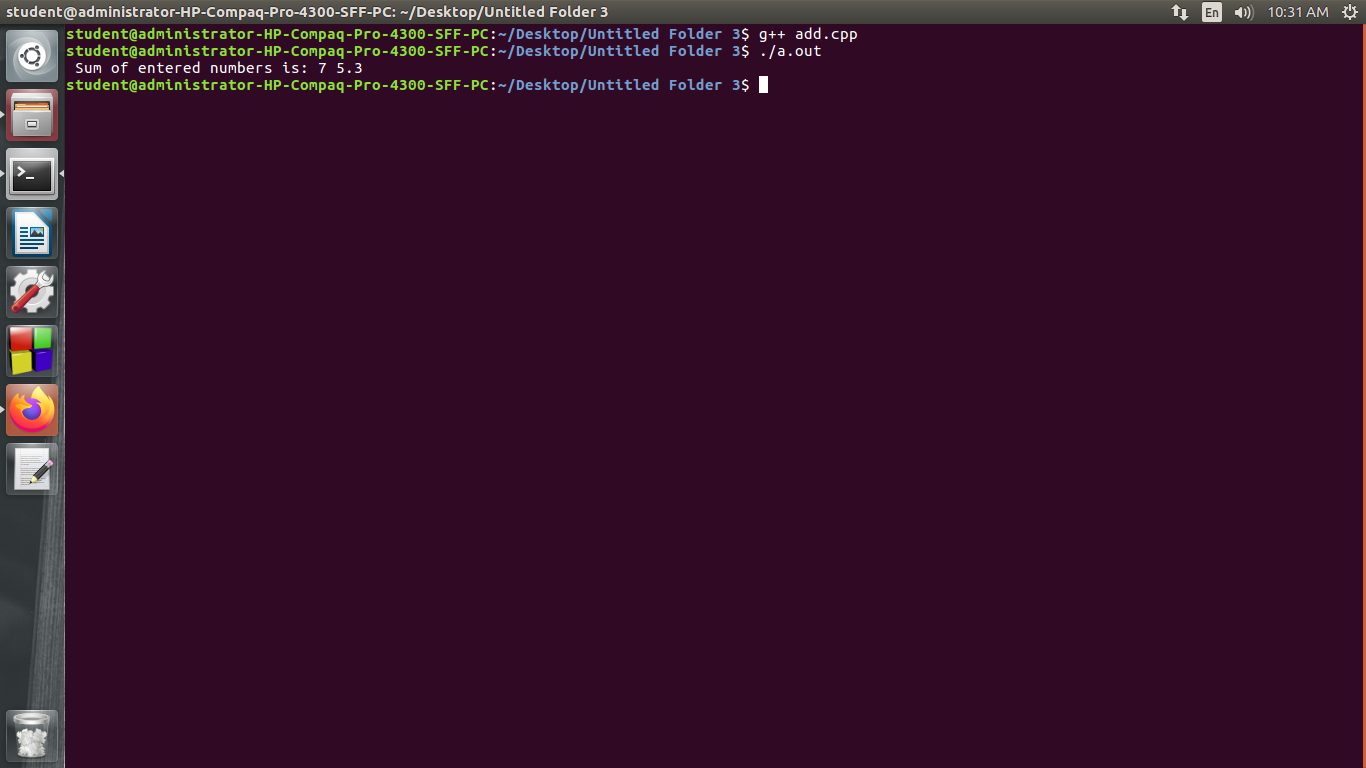 student@administrator-HP-Compaq-Pro-4300-SFF-PC: ~/Desktop/Untitled Folder 3
En
10:31 AM
student@administrator-HP-Compaq-Pro-4300-SFF-PC:~/Desktop/Untitled Folder 3$ g++ add.cpp
student@administrator-HP-Compaq-Pro-4300-SFF-PC:~/Desktop/Untitled Folder 3$ ./a.out
Sum of entered numbers is: 7 5.3
student@administrator-HP-Compaq-Pro-4300-SFF-PC:~/Desktop/Untitled Folder 3$